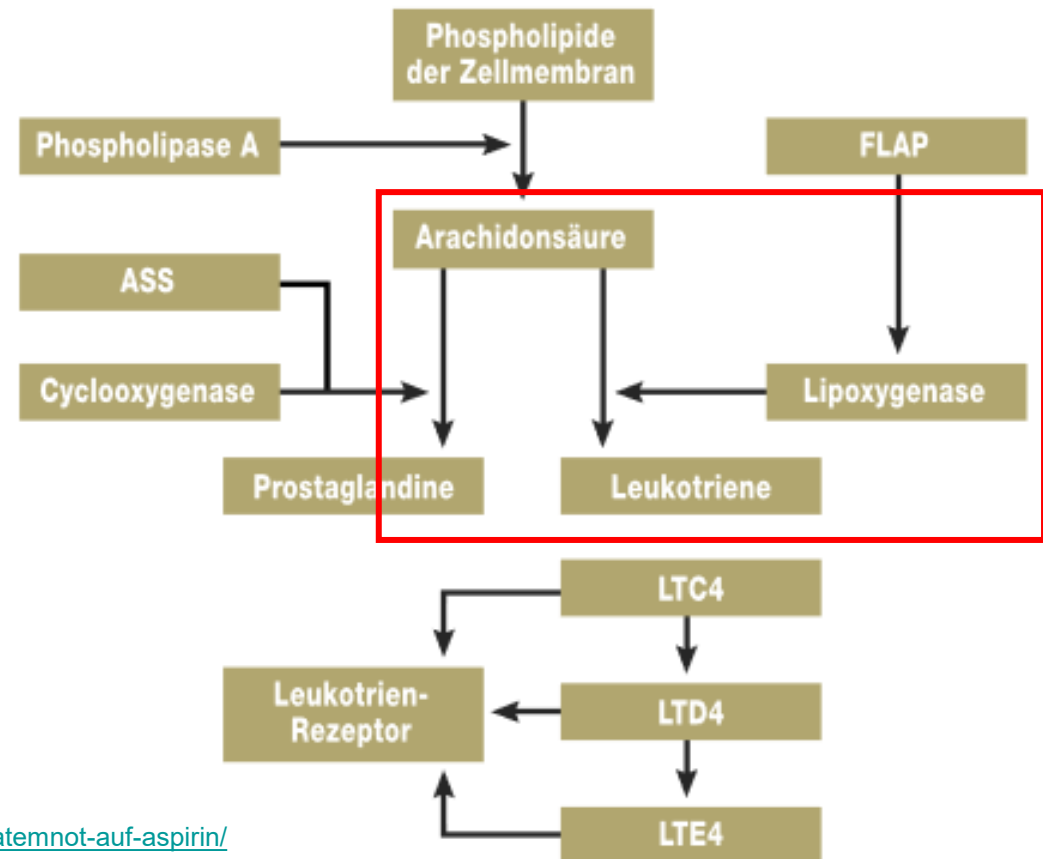 Phospholipide
der Zellmembran
Phospholipase A
FLAP
Arachidonsäure
ASS
Cyclooxygenase
Lipoxygenase
Prostaglandine
Leukotriene
LTC4
Leukotrien-
Rezeptor
LTD4
LTE4
atemnot-auf-aspirin/